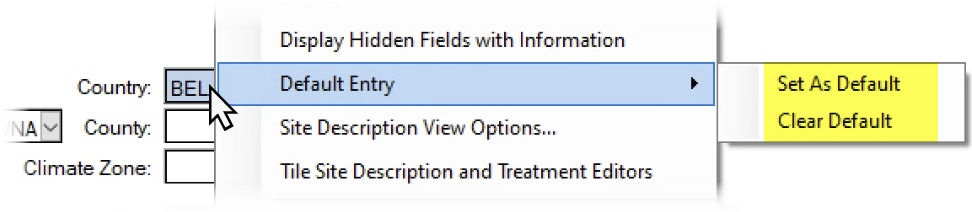 Display Hidden Fields with Information
Country: BEL Default Entry Set As Default
NA County: Site Description View Options... Clear Default
Climate Zone: Tile Site Description and Treatment Editors